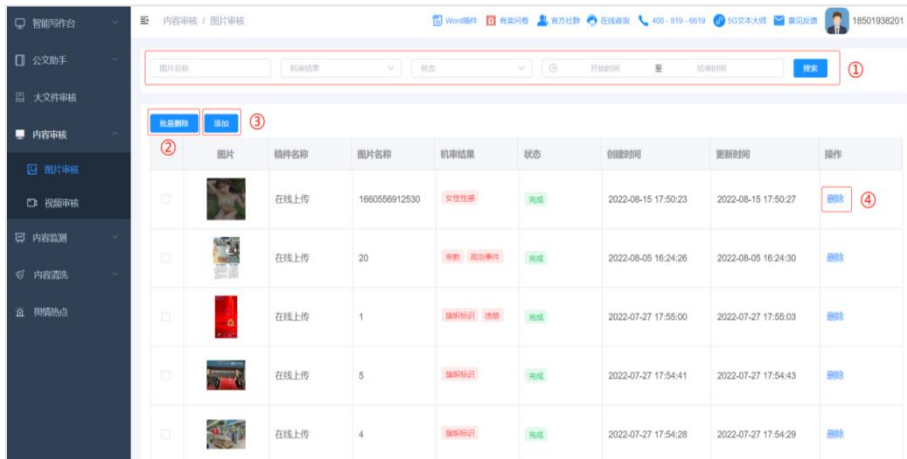 智能写作台
公文助手
大文件审核
内容审核
图片审核
视频审核
内容监测
内容清洗
舆情热点
内容审核 / 图片审核
Word插件 有奖问卷 官方社群 在线咨询 400 - 819 - 6619 5G文本大师 意见反馈 18501938201
图片名称 机审结果 状态 开始时间 至 结束时间 搜索 ①
批量删除 添加 ③
②
图片 稿件名称 图片名称 机审结果 状态 创建时间 更新时间 操作
在线上传 1660556912530 女性性感 完成 2022-08-15 17:50:23 2022-08-15 17:50:27 删除 ④
在线上传 20 宗教 政治事件 完成 2022-08-05 16:24:26 2022-08-05 16:24:30 删除
在线上传 1 旗帜标识 违禁 完成 2022-07-27 17:55:00 2022-07-27 17:55:03 删除
在线上传 5 旗帜标识 完成 2022-07-27 17:54:41 2022-07-27 17:54:43 删除
在线上传 4 旗帜标识 完成 2022-07-27 17:54:28 2022-07-27 17:54:29 删除